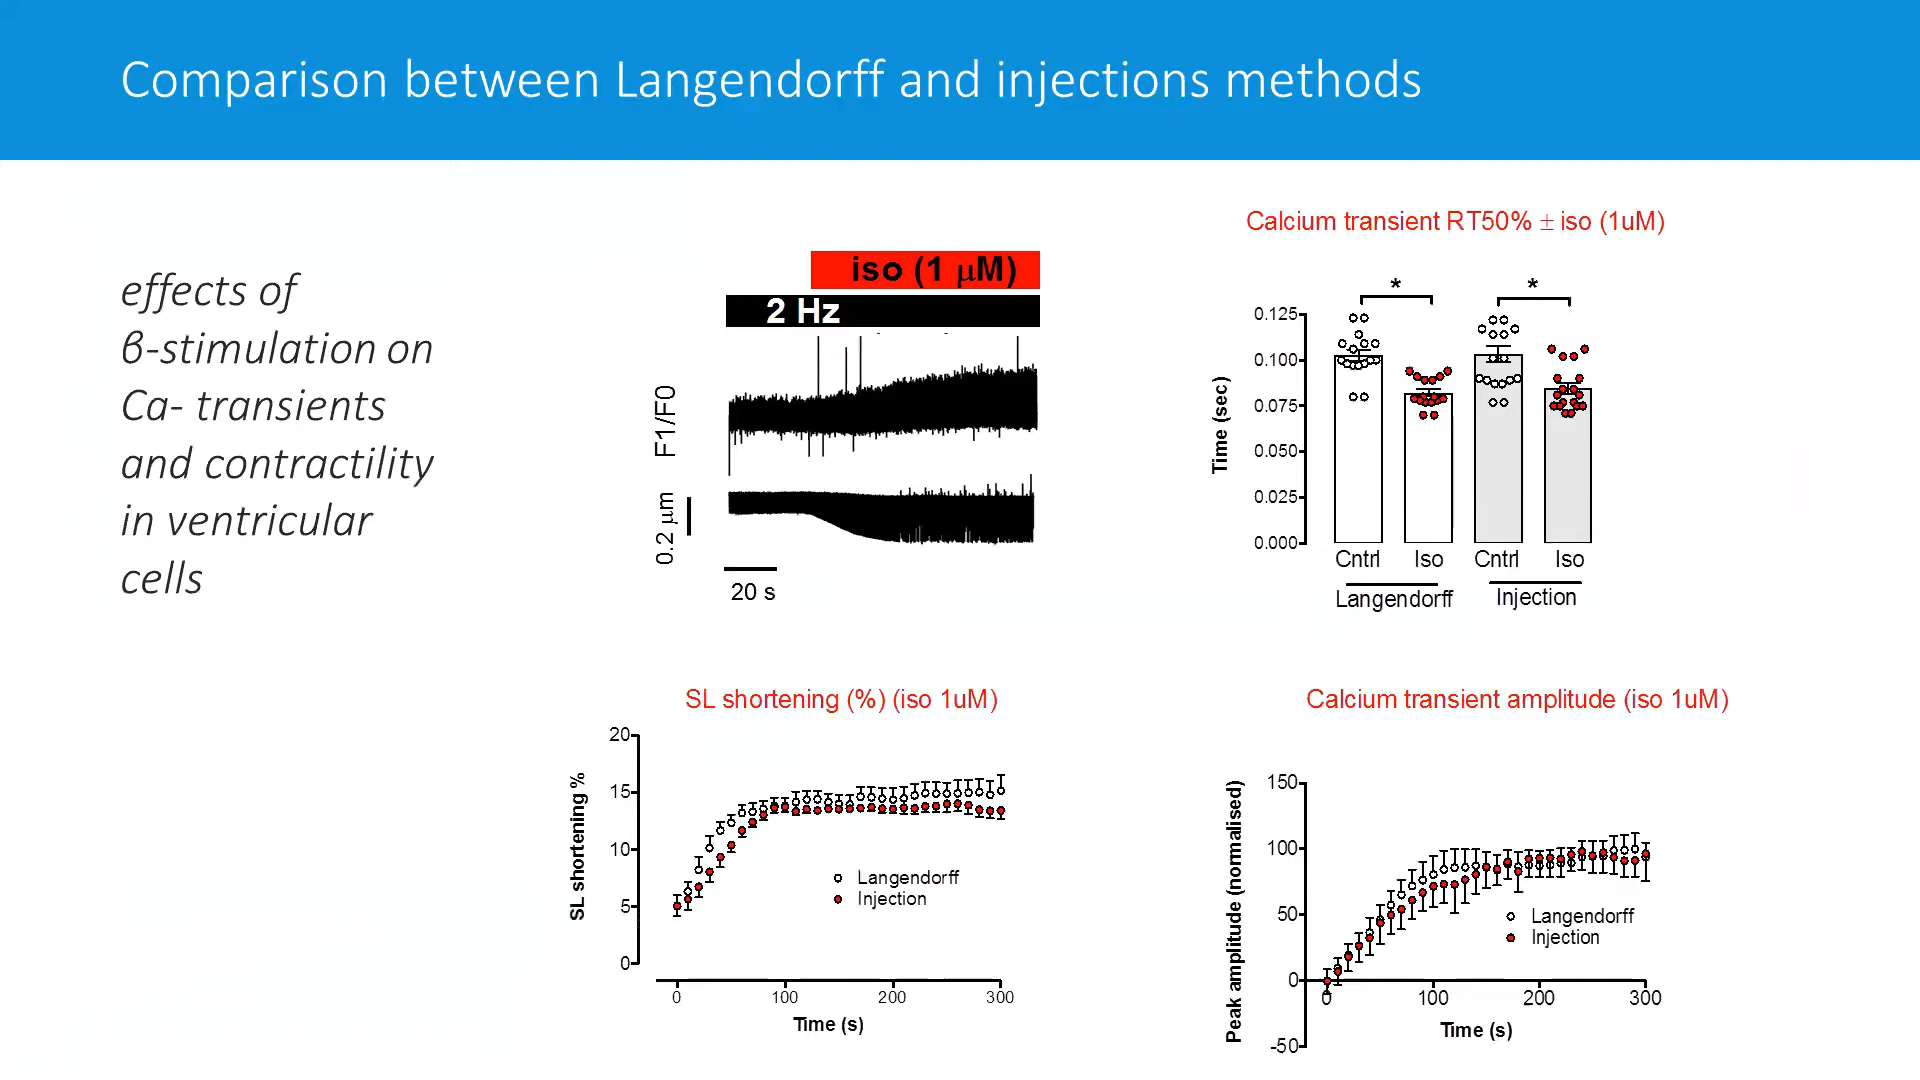 Comparison between Langendorff and injections methods
effects of
β-stimulation on
Ca- transients
and contractility
in ventricular
cells
iso (1 μM)
2 Hz
F1/F0
0.2 μm
20 s
Calcium transient RT50% ± iso (1uM)
* *
Time (sec)
0.125
0.100
0.075
0.050
0.025
0.000
Cntrl Iso Cntrl Iso
Langendorff Injection
SL shortening (%) (iso 1uM)
SL shortening %
20
15
10
5
0
Langendorff
Injection
0 100 200 300
Time (s)
Calcium transient amplitude (iso 1uM)
Peak amplitude (normalised)
150
100
50
0
-50
Langendorff
Injection
0 100 200 300
Time (s)